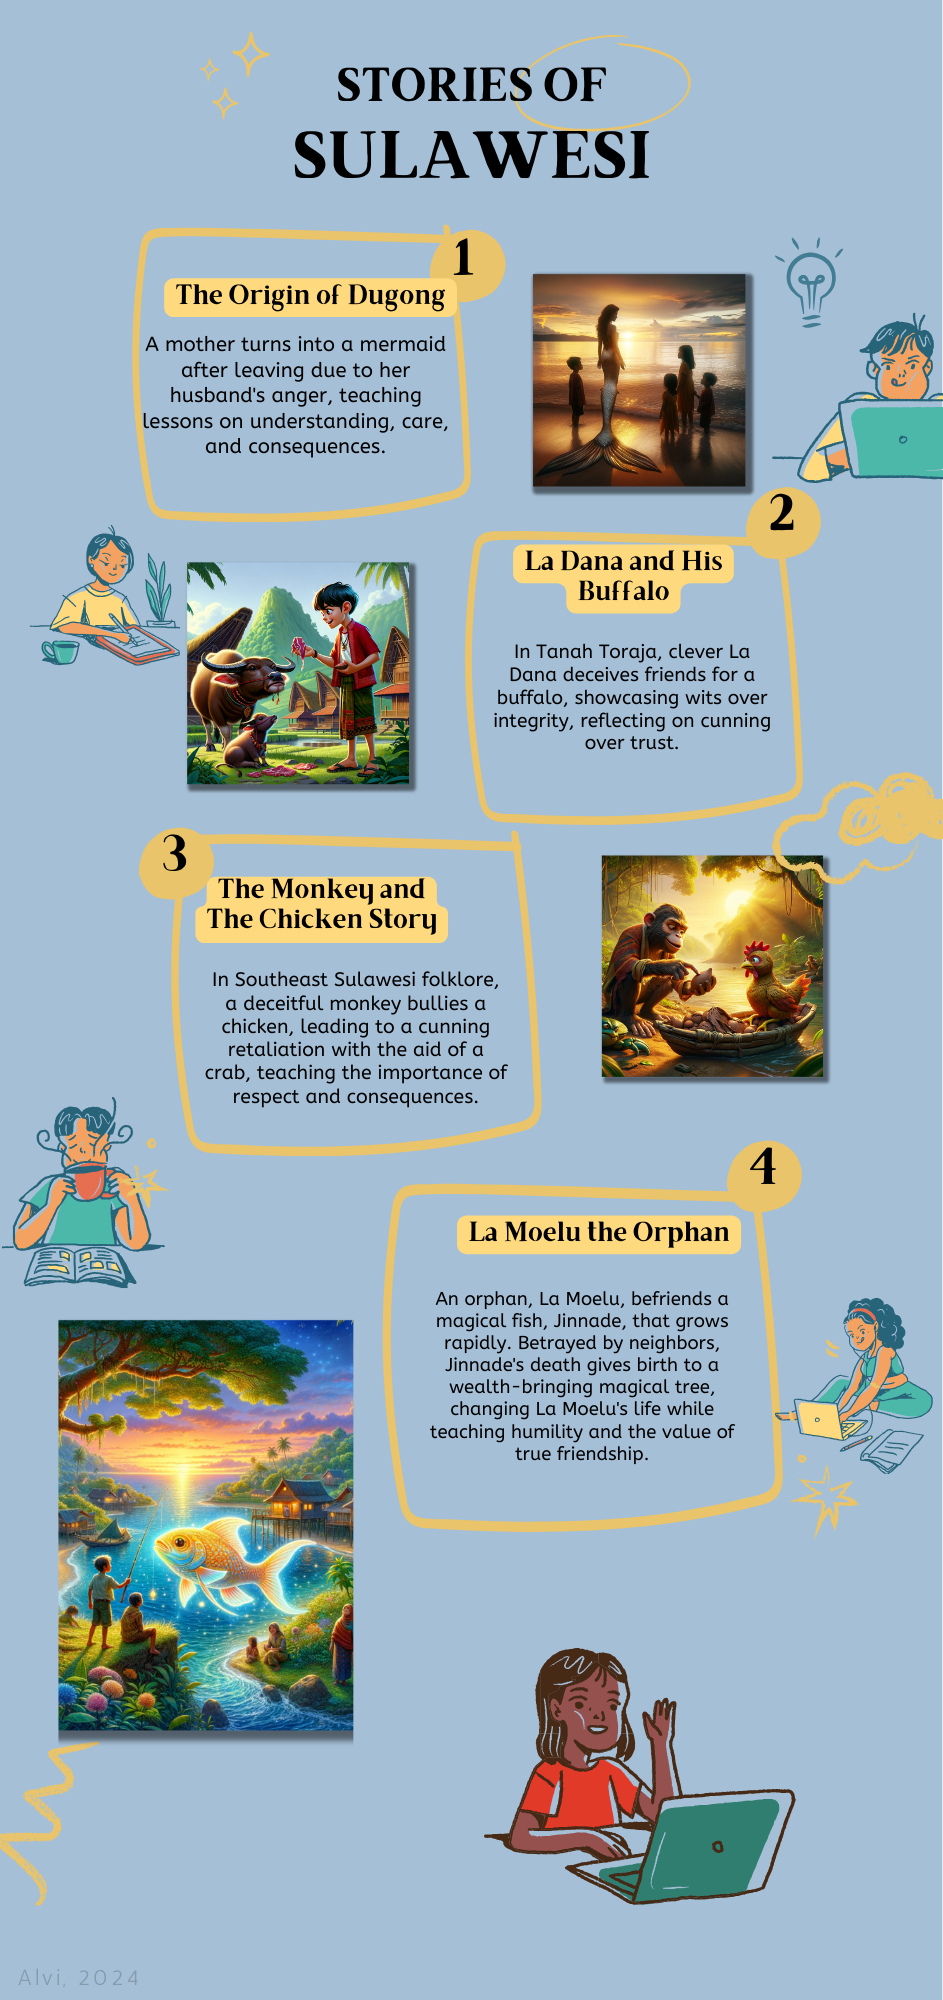 STORIES OF
SULAWESI
1
The Origin of Dugong
A mother turns into a mermaid
after leaving due to her
husband's anger, teaching
lessons on understanding, care,
and consequences.
2
La Dana and His
Buffalo
In Tanah Toraja, clever La
Dana deceives friends for a
buffalo, showcasing wits over
integrity, reflecting on cunning
over trust.
3
The Monkey and
The Chicken Story
In Southeast Sulawesi folklore,
a deceitful monkey bullies a
chicken, leading to a cunning
retaliation with the aid of a
crab, teaching the importance of
respect and consequences.
4
La Moelu the Orphan
An orphan, La Moelu, befriends a
magical fish, Jinnade, that grows
rapidly. Betrayed by neighbors,
Jinnade's death gives birth to a
wealth-bringing magical tree,
changing La Moelu's life while
teaching humility and the value of
true friendship.
Alvi, 2024